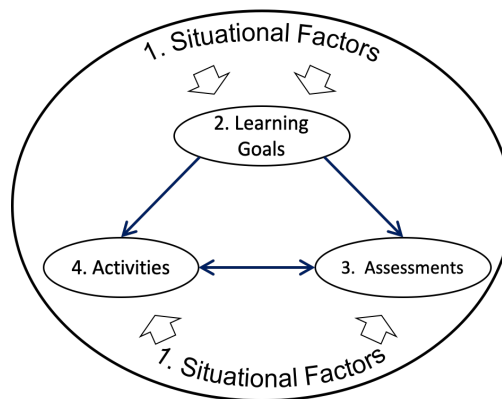 1. Situational Factors
2. Learning
Goals
4. Activities
3. Assessments
1. Situational Factors